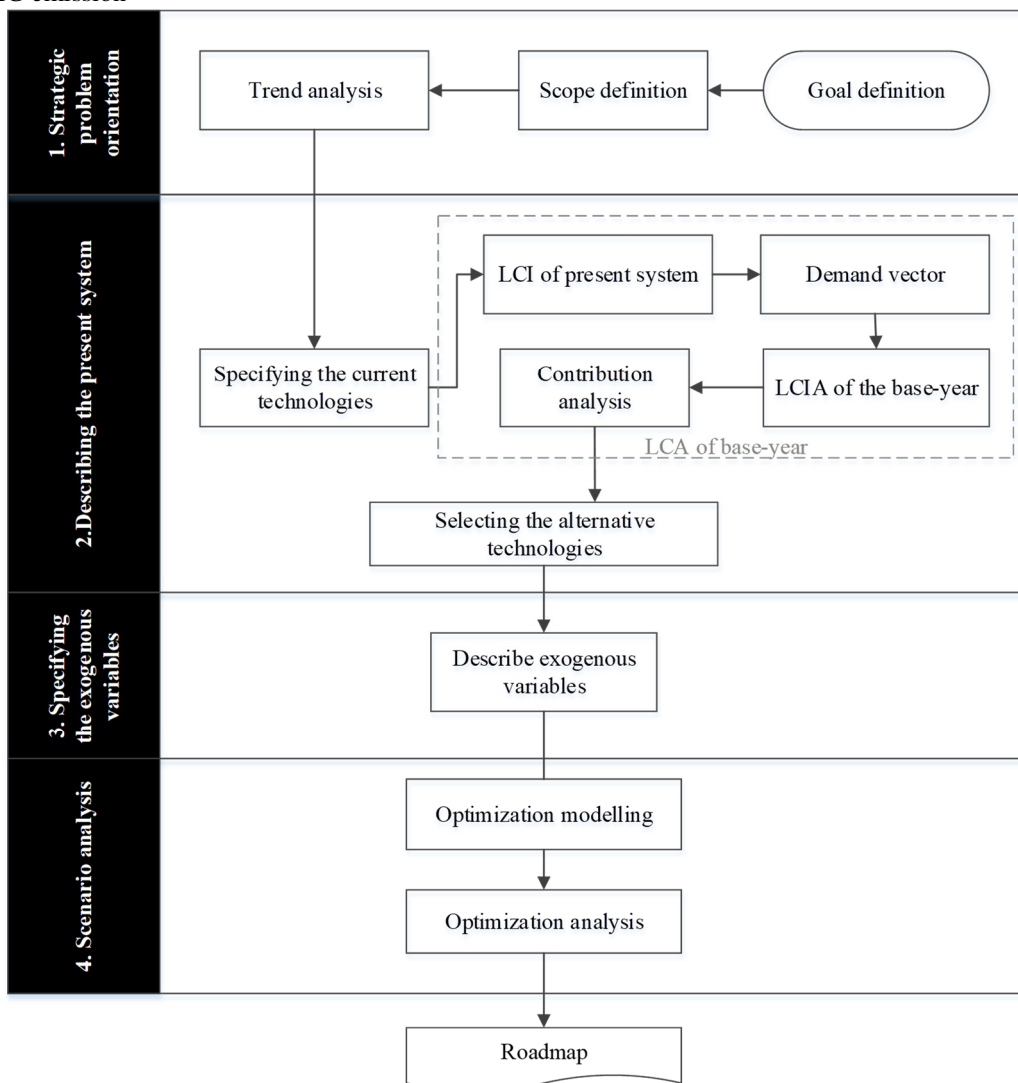 1. Strategic
problem
orientation
Trend analysis
Scope definition
Goal definition
2.Describing the present system
LCI of present system
Demand vector
Specifying the current
technologies
Contribution
analysis
LCIA of the base-year
LCA of base-year
Selecting the alternative
technologies
3. Specifying
the exogenous
variables
Describe exogenous
variables
4. Scenario analysis
Optimization modelling
Optimization analysis
Roadmap